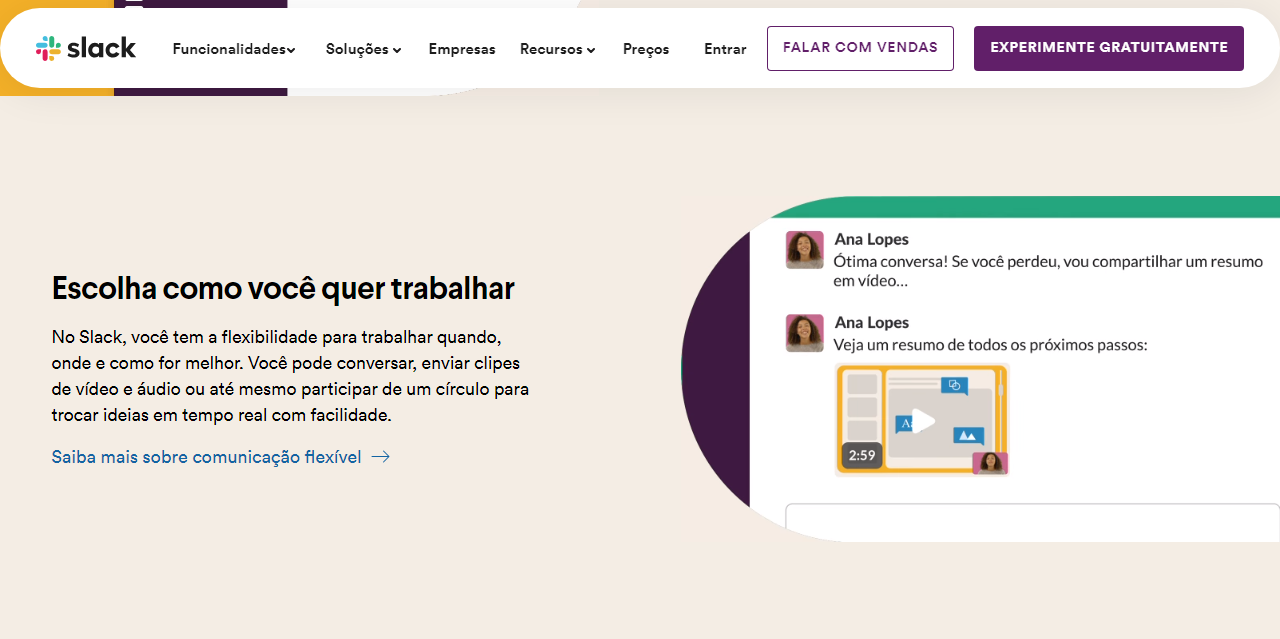 slack
Funcionalidades
Soluções
Empresas
Recursos
Preços
Entrar
FALAR COM VENDAS
EXPERIMENTE GRATUITAMENTE
Escolha como você quer trabalhar
No Slack, você tem a flexibilidade para trabalhar quando,
onde e como for melhor. Você pode conversar, enviar clipes
de vídeo e áudio ou até mesmo participar de um círculo para
trocar ideias em tempo real com facilidade.
Saiba mais sobre comunicação flexível
Ana Lopes
Ótima conversa! Se você perdeu, vou compartilhar um resumo
em vídeo...
Ana Lopes
Veja um resumo de todos os próximos passos:
2:59